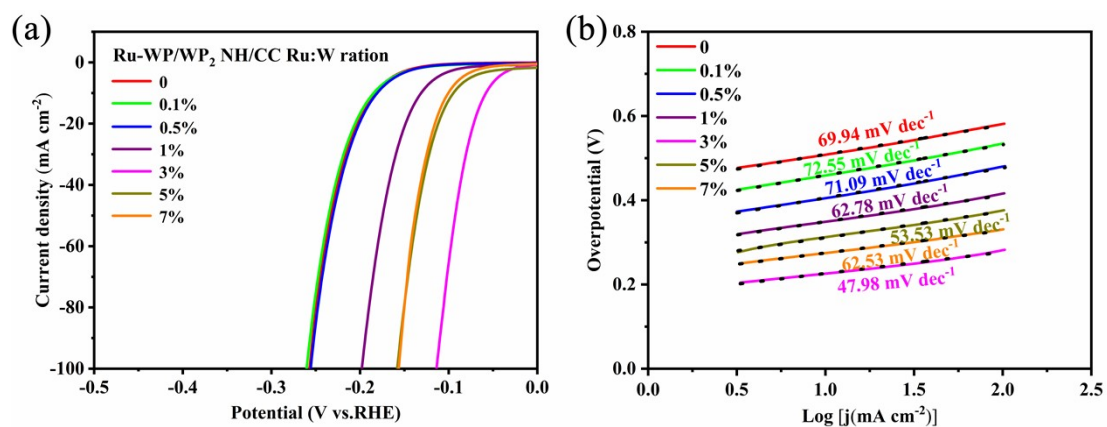 (a)
Ru-WP/WP₂ NH/CC Ru:W ration
0
0.1%
0.5%
1%
3%
5%
7%
0
-20
-40
-60
-80
-100
Current density (mA cm⁻²)
-0.5
-0.4
-0.3
-0.2
-0.1
0.0
Potential (V vs.RHE)
(b)
0
0.1%
0.5%
1%
3%
5%
7%
69.94 mV dec⁻¹
72.55 mV dec⁻¹
71.09 mV dec⁻¹
62.78 mV dec⁻¹
53.53 mV dec⁻¹
62.53 mV dec⁻¹
47.98 mV dec⁻¹
0.8
0.6
0.4
0.2
0.0
Overpotential (V)
0.0
0.5
1.0
1.5
2.0
2.5
Log [j(mA cm⁻²)]